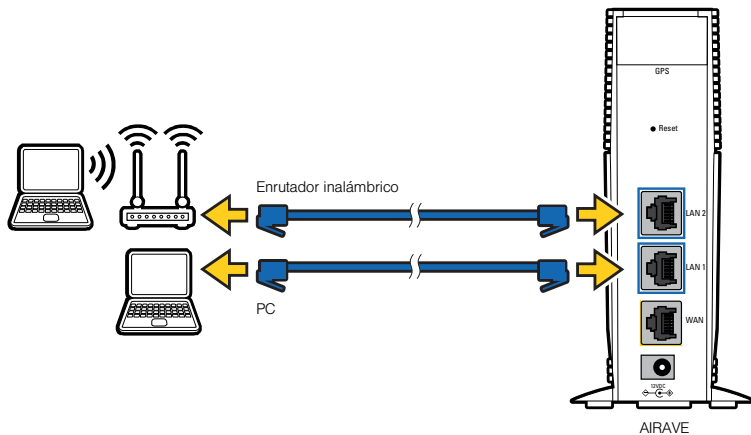 GPS
Reset
Enrutador inalámbrico
LAN 2
LAN 1
PC
WAN
12VDC
AIRAVE